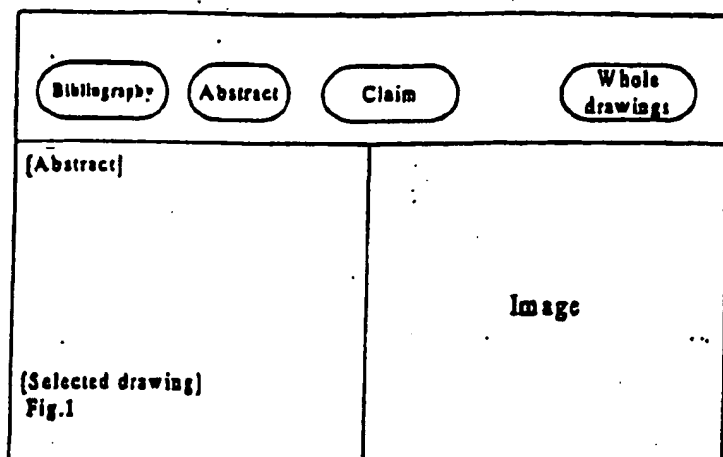 Bibliography
Abstract
Claim
Whole
drawings
[Abstract]
Image
[Selected drawing]
Fig.1